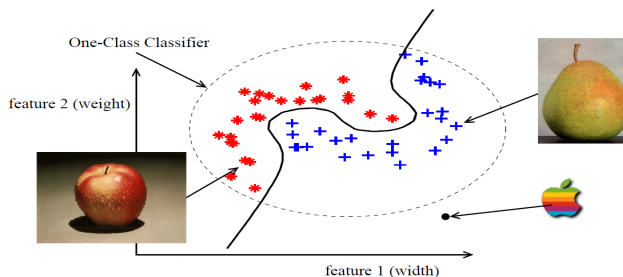 One-Class Classifier
feature 2 (weight)
feature 1 (width)